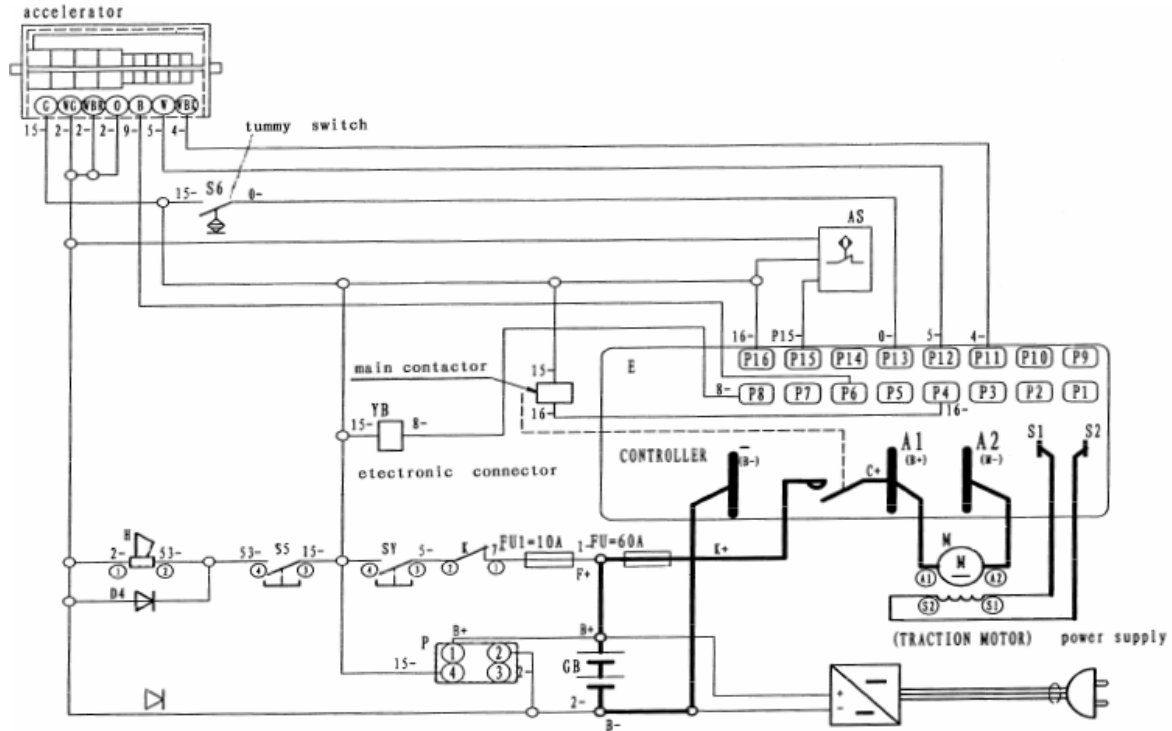 accelerator
G WG WBR O B W WBL
15- 2- 2- 2- 9- 5- 4-
tummy switch
15- S6 0-
AS
16- P15- 0- 5- 4-
E P16 P15 P14 P13 P12 P11 P10 P9
main contactor 15-
8- P8 P7 P6 P5 P4 P3 P2 P1
16- 16-
YB
15- 8-
etectronic connector
CONTROLLER
- (B-) C+ A1 (B+) A2 (M-) S1 S2
H
2- 53- 53- S5 15- SY 5- K 7 FU1=10A 1- FU=60A K+
1 2 4 3 4 3 2 1
F+
M
M
A1 A2
S2 S1
D4
(TRACTION MOTOR) power supply
P B+ B+
1 2
15- 4 3 2-
GB
2-
B-
+
-